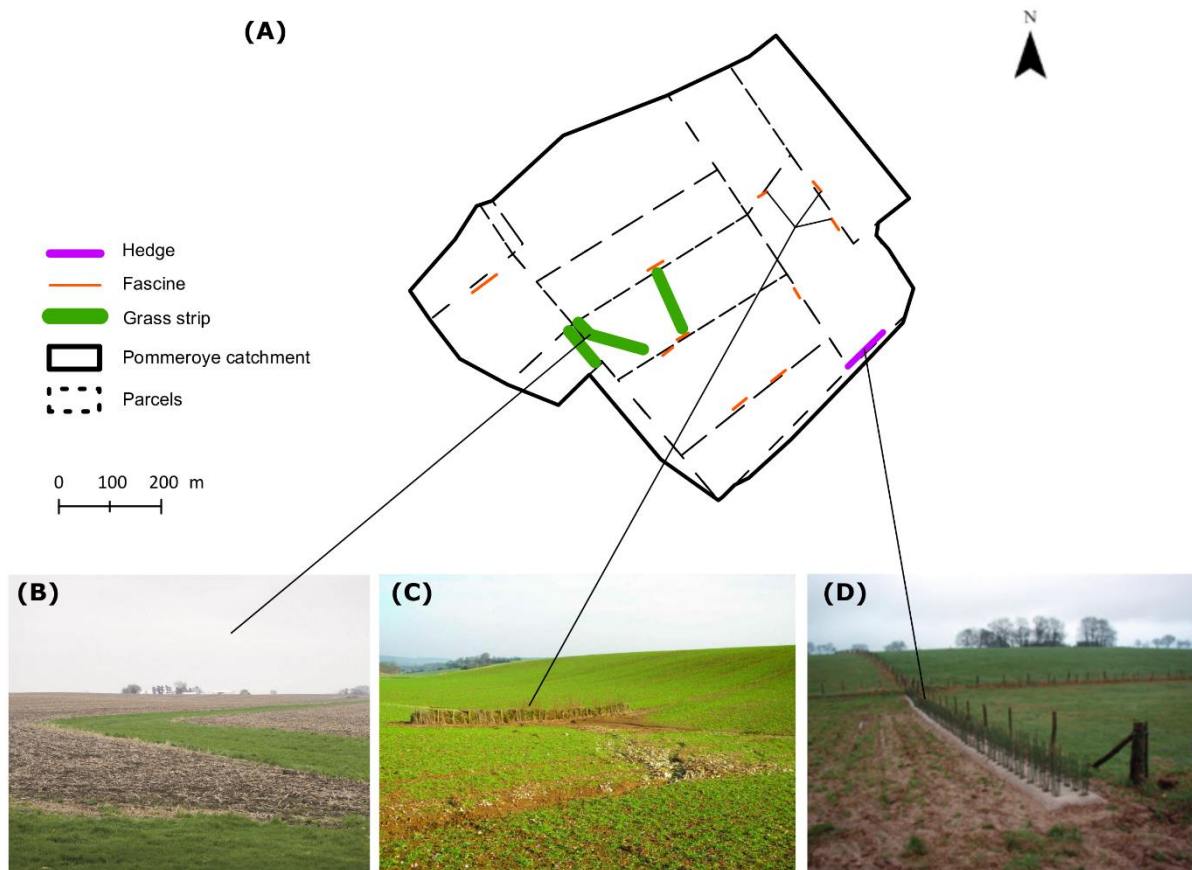 (A)
N
Hedge
Fascine
Grass strip
Pommeroye catchment
Parcels
0 100 200 m
(B)
(C)
(D)